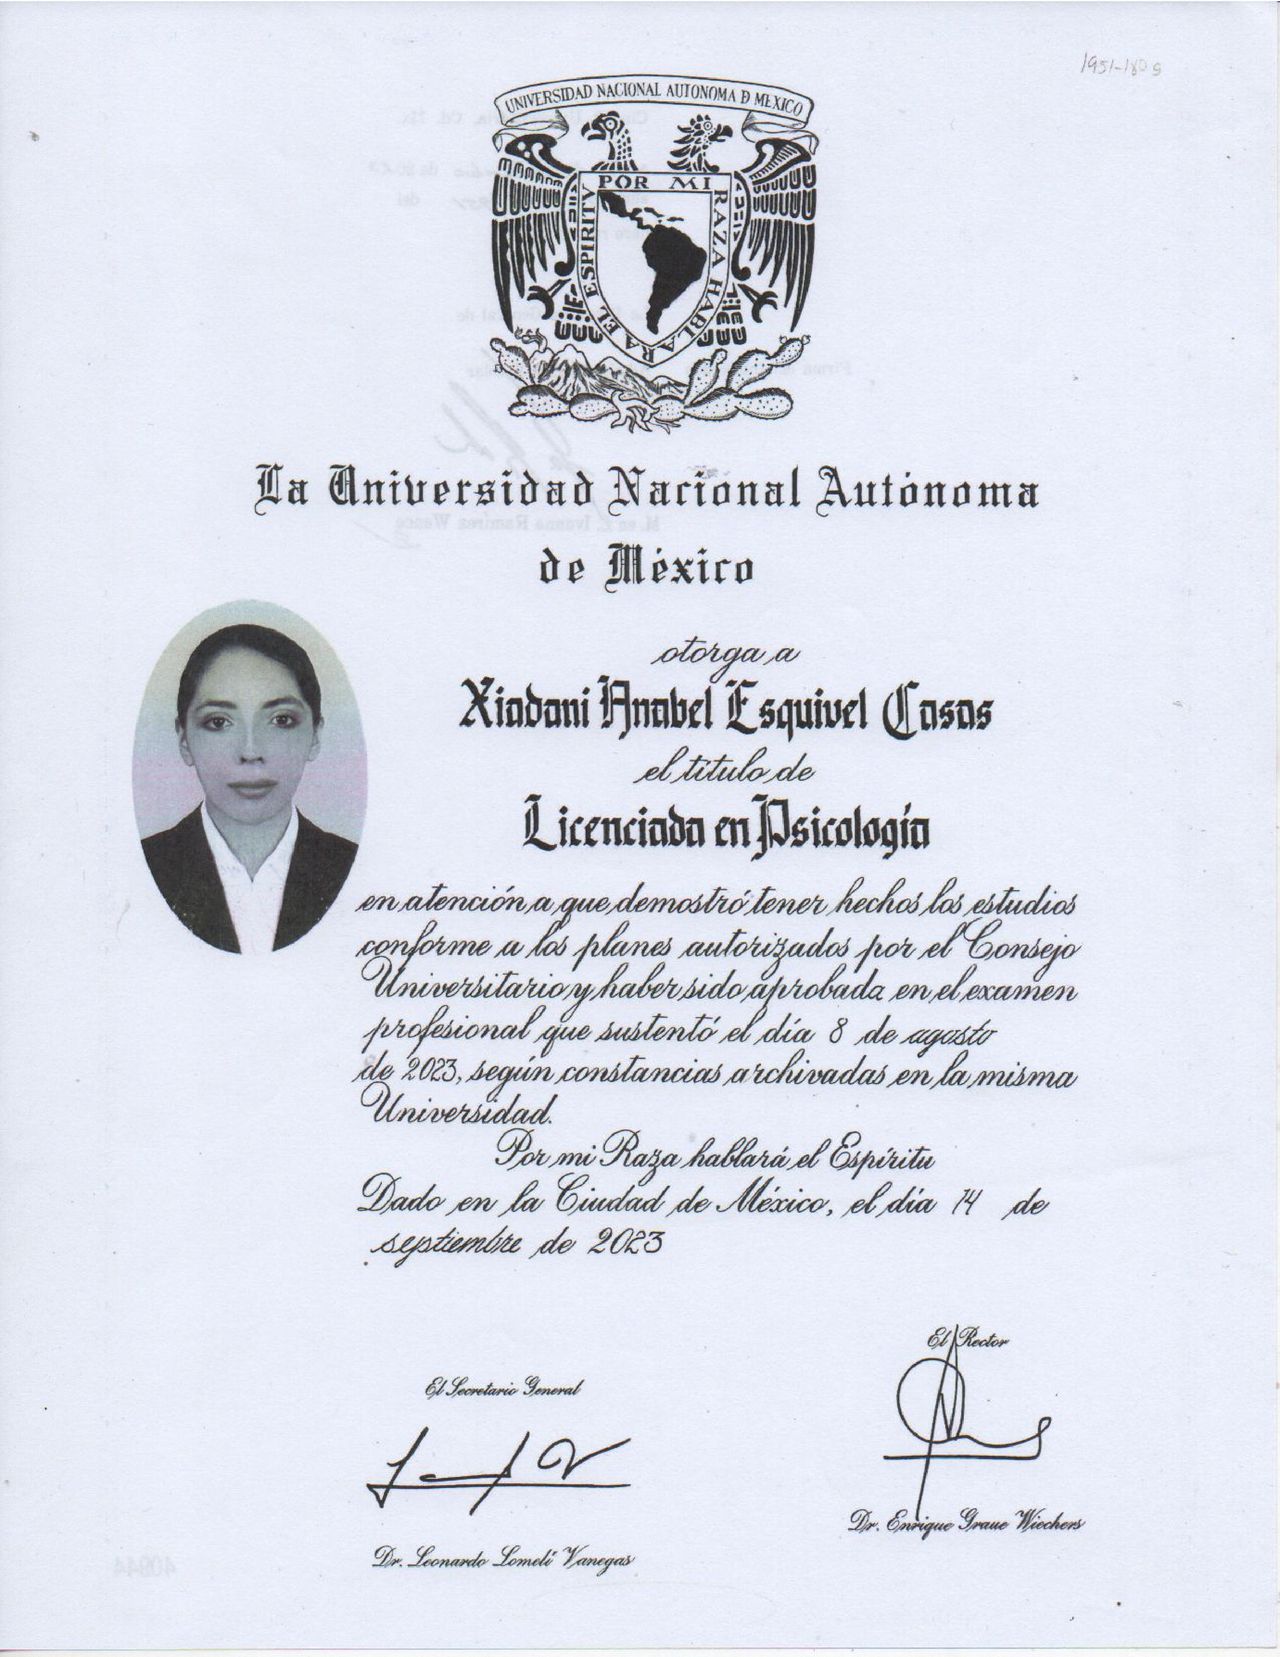 1951-1809
UNIVERSIDAD NACIONAL AUTONOMA D MEXICO
POR MI RAZA HABLARA EL ESPIRITV
La Universidad Nacional Autónoma
de México
otorga a
Xiadani Anabel Esquivel Casas
el título de
Licenciada en Psicología
en atención a que demostró tener hechos los estudios
conforme a los planes autorizados por el Consejo
Universitario y haber sido aprobada en el examen
profesional que sustentó el día 8 de agosto
de 2023, según constancias archivadas en la misma
Universidad.
Por mi Raza hablará el Espíritu
Dado en la Ciudad de México, el día 14 de
septiembre de 2023
El Rector
El Secretario General
Dr. Enrique Graue Wiechers
Dr. Leonardo Lomelí Vanegas